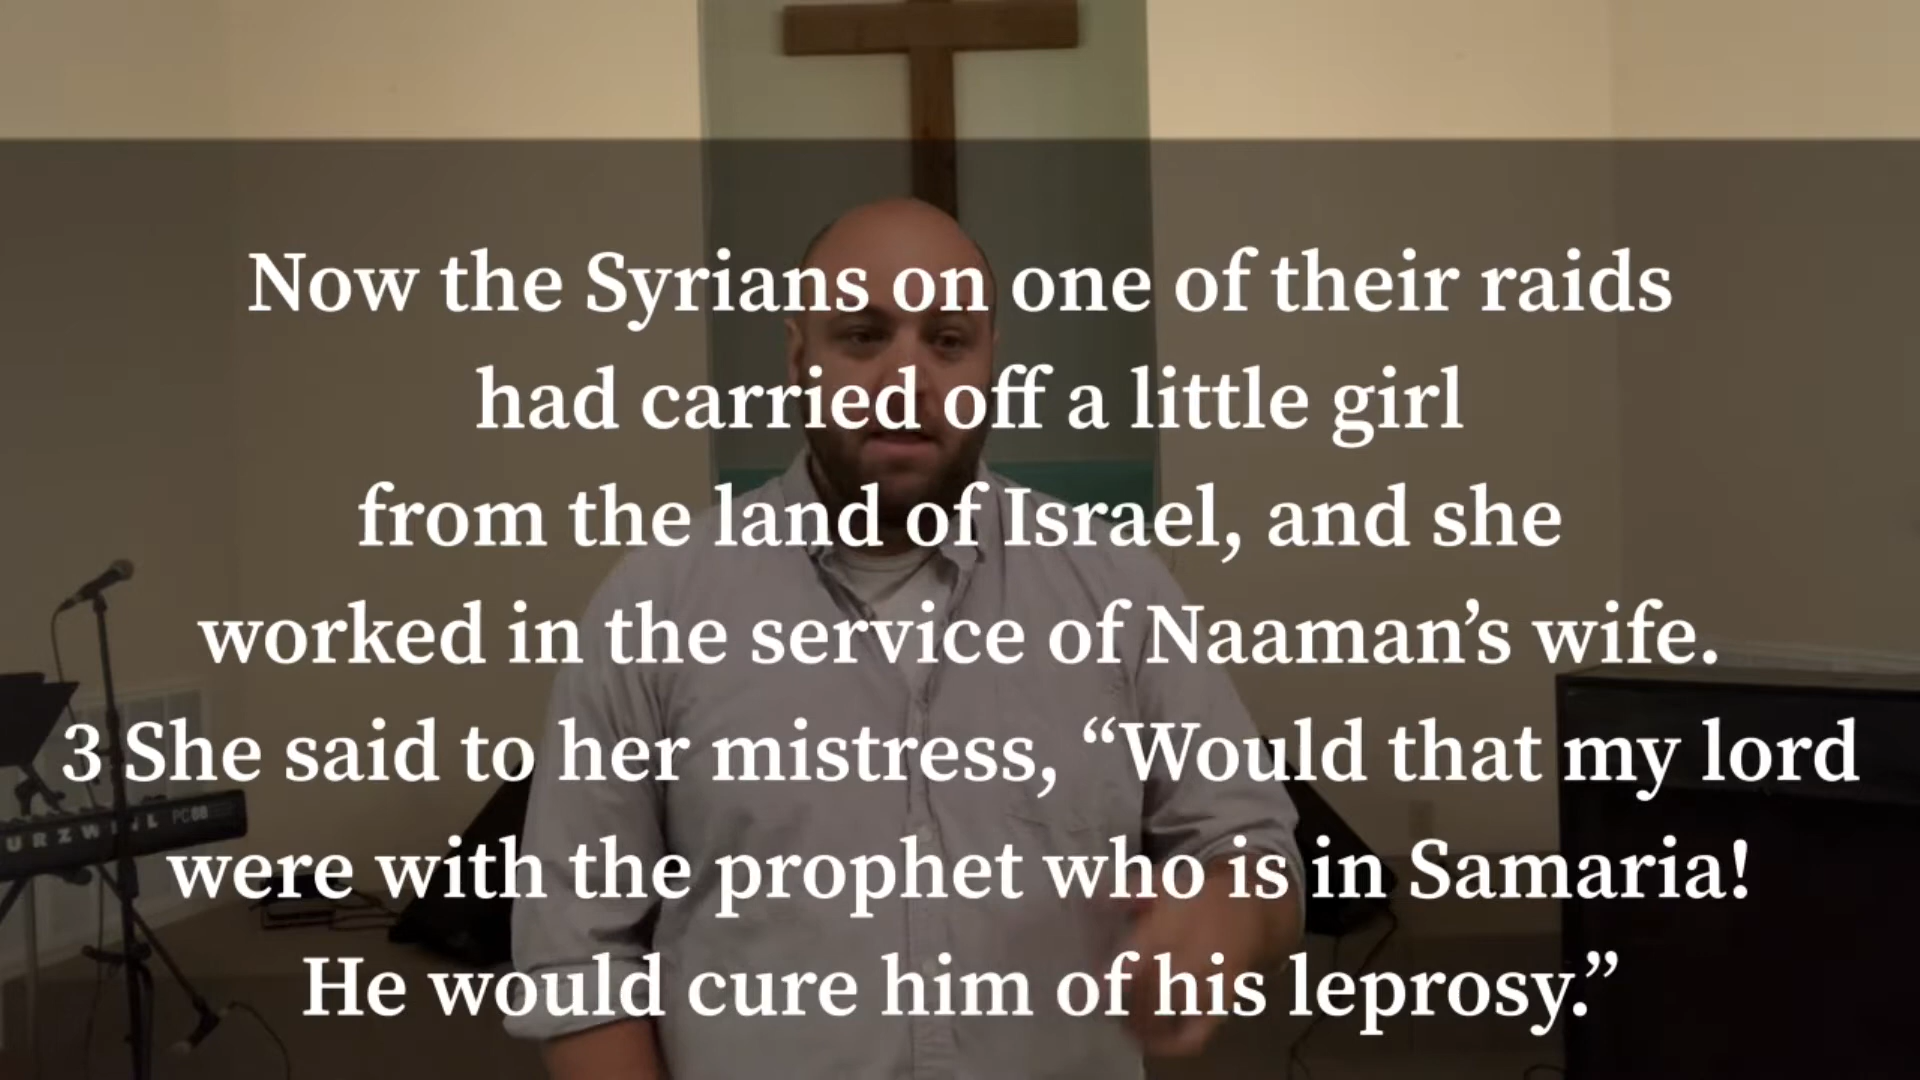 Now the Syrians on one of their raids
had carried off a little girl
from the land of Israel, and she
worked in the service of Naaman’s wife.
3 She said to her mistress, “Would that my lord
were with the prophet who is in Samaria!
He would cure him of his leprosy.”
URZWEIL PC88